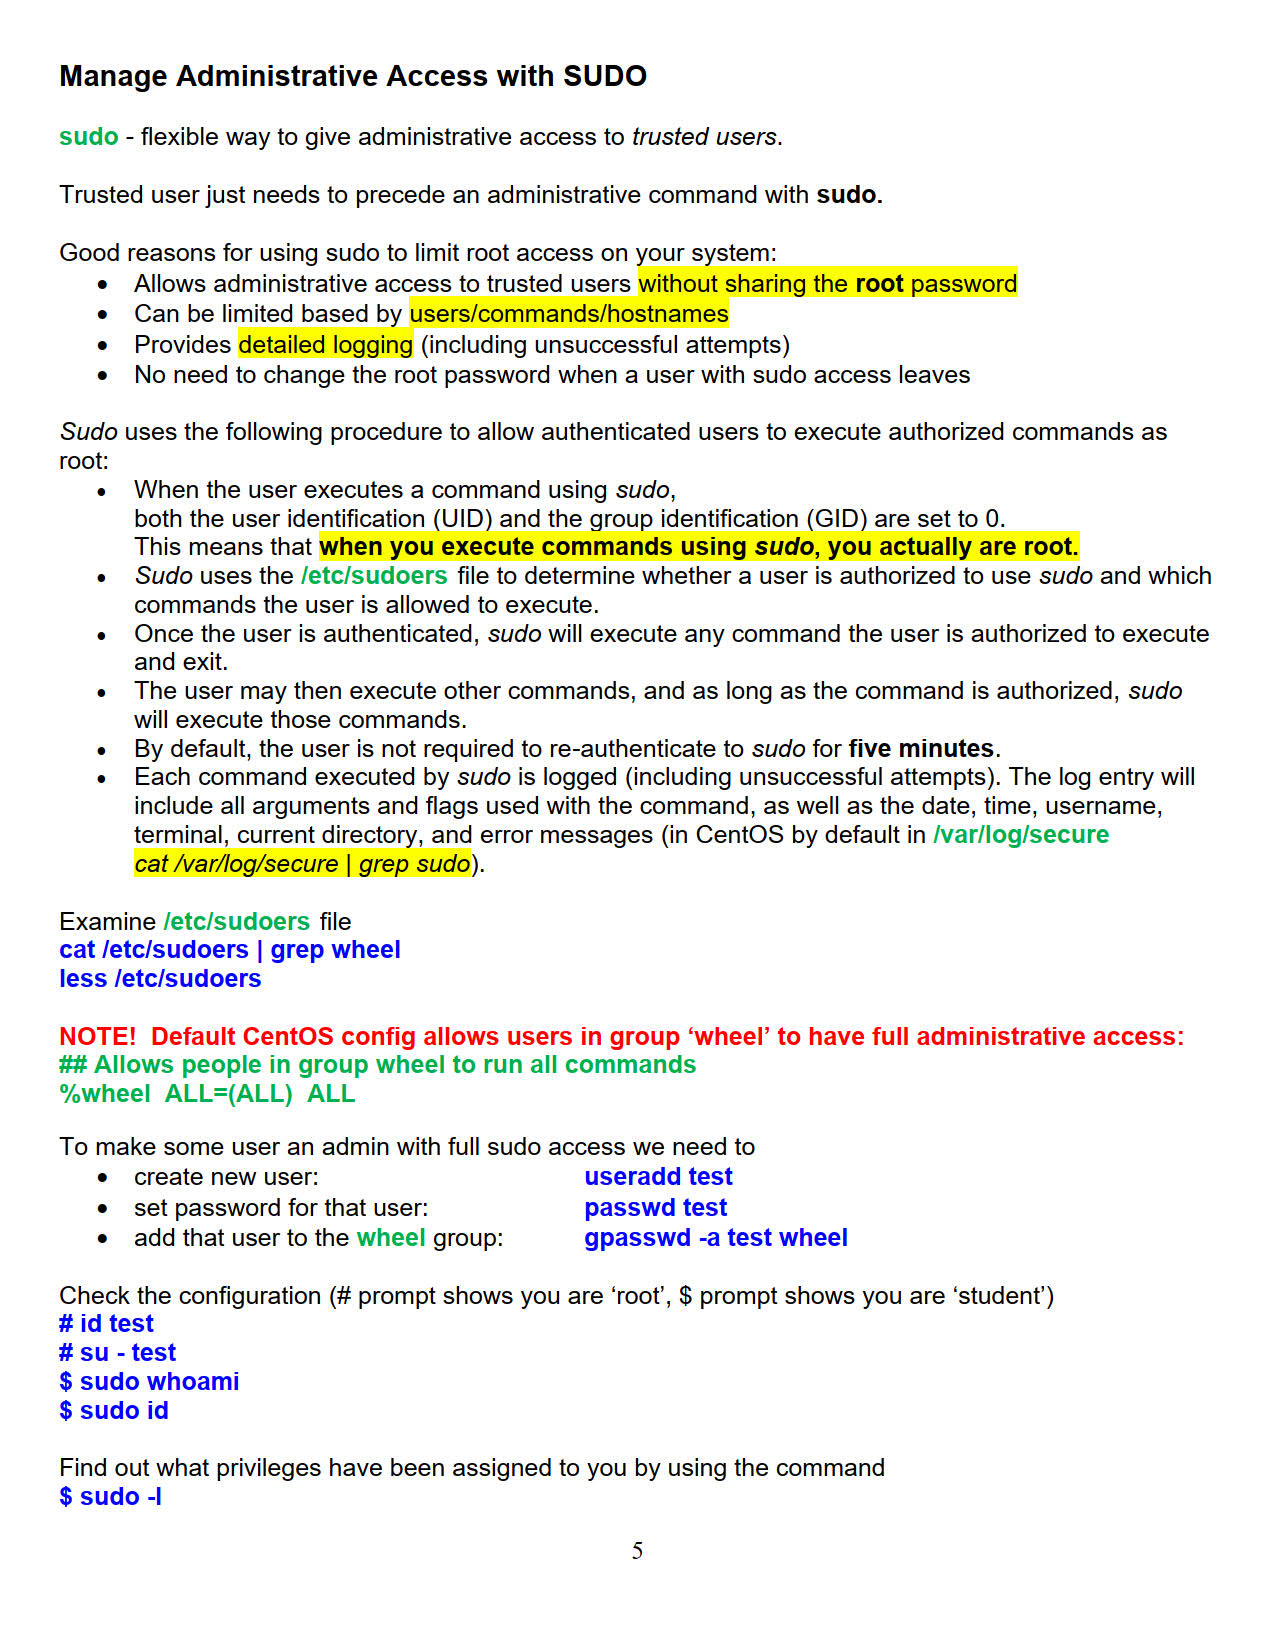 Manage Administrative Access with SUDO
sudo - flexible way to give administrative access to trusted users.
Trusted user just needs to precede an administrative command with sudo.
Good reasons for using sudo to limit root access on your system:
• Allows administrative access to trusted users without sharing the root password
• Can be limited based by users/commands/hostnames
• Provides detailed logging (including unsuccessful attempts)
• No need to change the root password when a user with sudo access leaves
Sudo uses the following procedure to allow authenticated users to execute authorized commands as
root:
• When the user executes a command using sudo,
both the user identification (UID) and the group identification (GID) are set to 0.
This means that when you execute commands using sudo, you actually are root.
• Sudo uses the /etc/sudoers file to determine whether a user is authorized to use sudo and which
commands the user is allowed to execute.
• Once the user is authenticated, sudo will execute any command the user is authorized to execute
and exit.
• The user may then execute other commands, and as long as the command is authorized, sudo
will execute those commands.
• By default, the user is not required to re-authenticate to sudo for five minutes.
• Each command executed by sudo is logged (including unsuccessful attempts). The log entry will
include all arguments and flags used with the command, as well as the date, time, username,
terminal, current directory, and error messages (in CentOS by default in /var/log/secure
cat /var/log/secure | grep sudo).
Examine /etc/sudoers file
cat /etc/sudoers | grep wheel
less /etc/sudoers
NOTE! Default CentOS config allows users in group ‘wheel’ to have full administrative access:
## Allows people in group wheel to run all commands
%wheel ALL=(ALL) ALL
To make some user an admin with full sudo access we need to
• create new user: useradd test
• set password for that user: passwd test
• add that user to the wheel group: gpasswd -a test wheel
Check the configuration (# prompt shows you are ‘root’, $ prompt shows you are ‘student’)
# id test
# su - test
$ sudo whoami
$ sudo id
Find out what privileges have been assigned to you by using the command
$ sudo -l
5